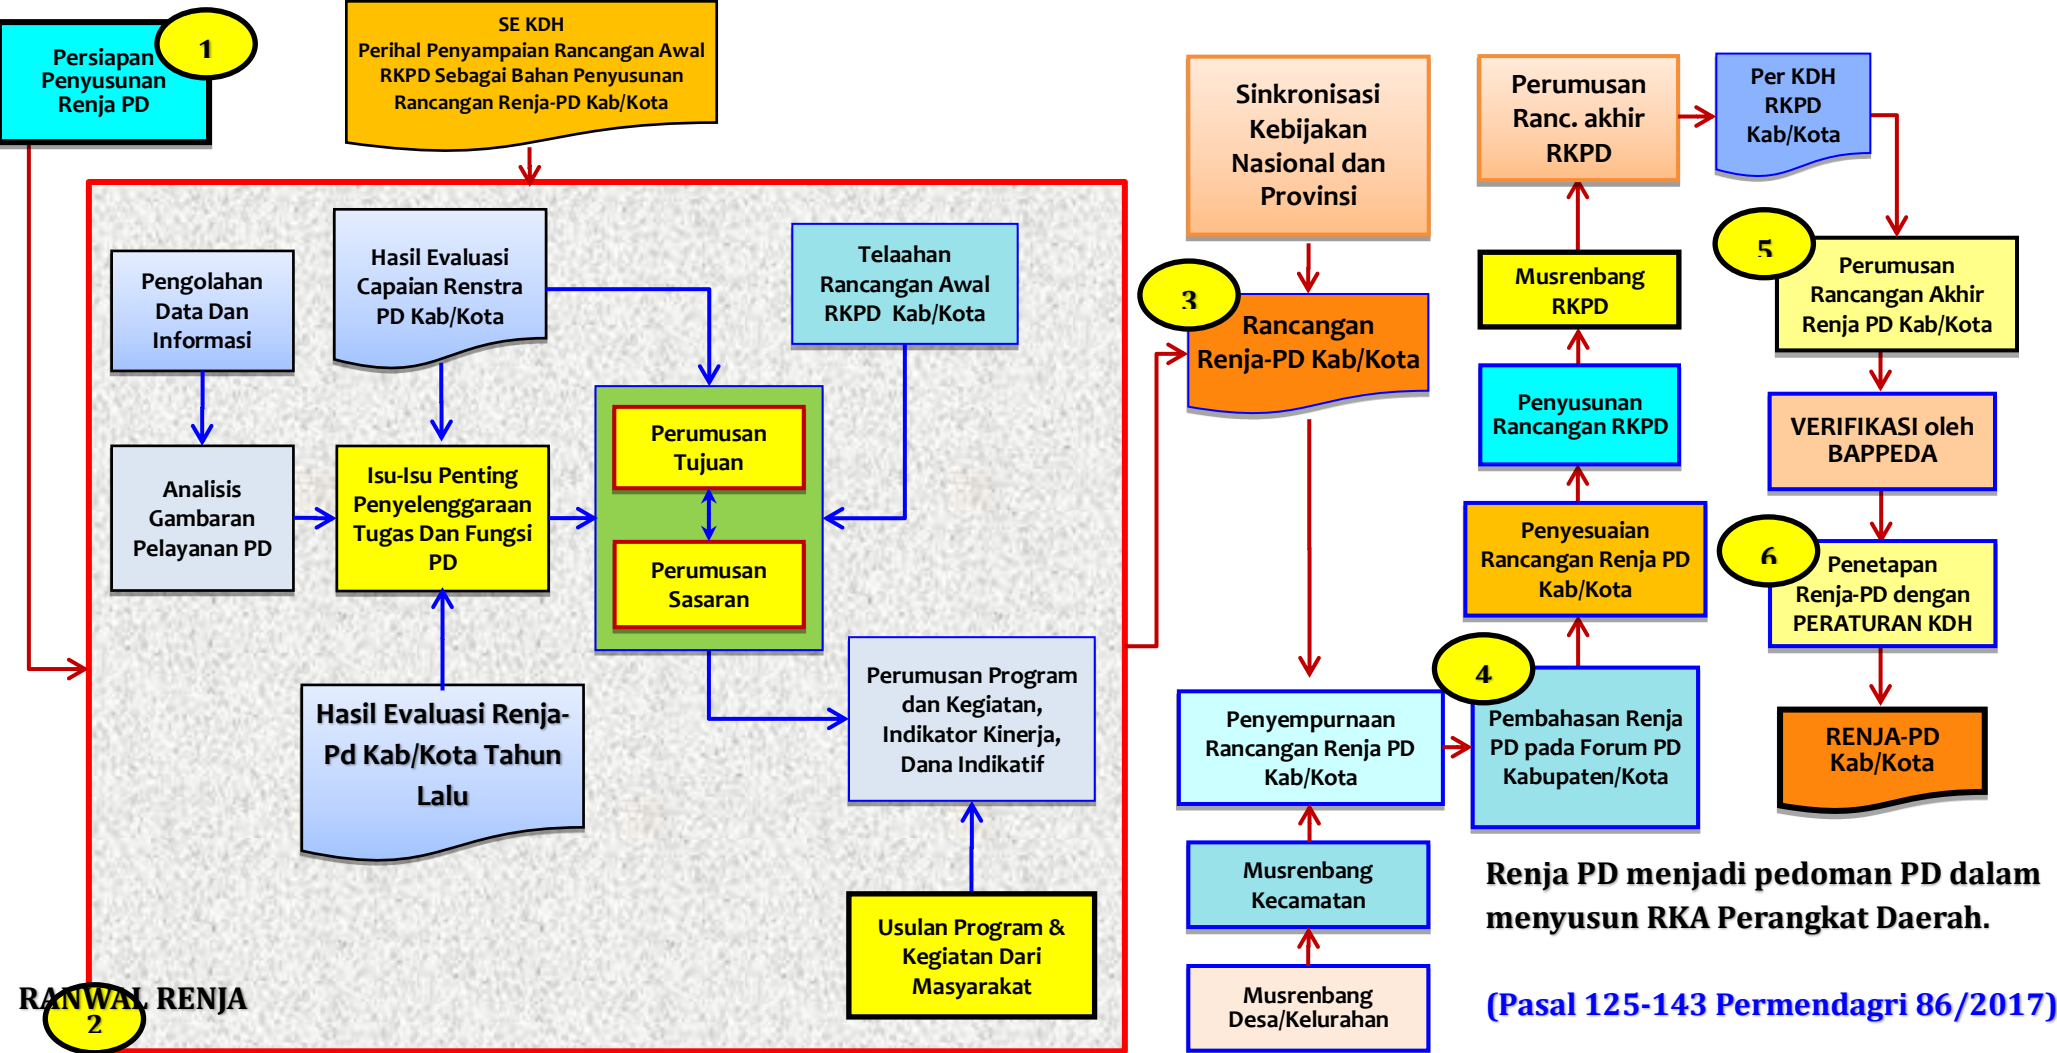 1
Persiapan
Penyusunan
Renja PD
SE KDH
Perihal Penyampaian Rancangan Awal
RKPD Sebagai Bahan Penyusunan
Rancangan Renja-PD Kab/Kota
Pengolahan
Data Dan
Informasi
Hasil Evaluasi
Capaian Renstra
PD Kab/Kota
Telaahan
Rancangan Awal
RKPD Kab/Kota
Analisis
Gambaran
Pelayanan PD
Isu-Isu Penting
Penyelenggaraan
Tugas Dan Fungsi
PD
Perumusan
Tujuan
Perumusan
Sasaran
Hasil Evaluasi Renja-
Pd Kab/Kota Tahun
Lalu
Perumusan Program
dan Kegiatan,
Indikator Kinerja,
Dana Indikatif
Usulan Program &
Kegiatan Dari
Masyarakat
RANWAL RENJA
2
Sinkronisasi
Kebijakan
Nasional dan
Provinsi
3
Rancangan
Renja-PD Kab/Kota
Penyempurnaan
Rancangan Renja PD
Kab/Kota
Musrenbang
Kecamatan
Musrenbang
Desa/Kelurahan
4
Pembahasan Renja
PD pada Forum PD
Kabupaten/Kota
Penyesuaian
Rancangan Renja PD
Kab/Kota
Penyusunan
Rancangan RKPD
Musrenbang
RKPD
Perumusan
Ranc. akhir
RKPD
Per KDH
RKPD
Kab/Kota
5
Perumusan
Rancangan Akhir
Renja PD Kab/Kota
VERIFIKASI oleh
BAPPEDA
6
Penetapan
Renja-PD dengan
PERATURAN KDH
RENJA-PD
Kab/Kota
Renja PD menjadi pedoman PD dalam
menyusun RKA Perangkat Daerah.
(Pasal 125-143 Permendagri 86/2017)